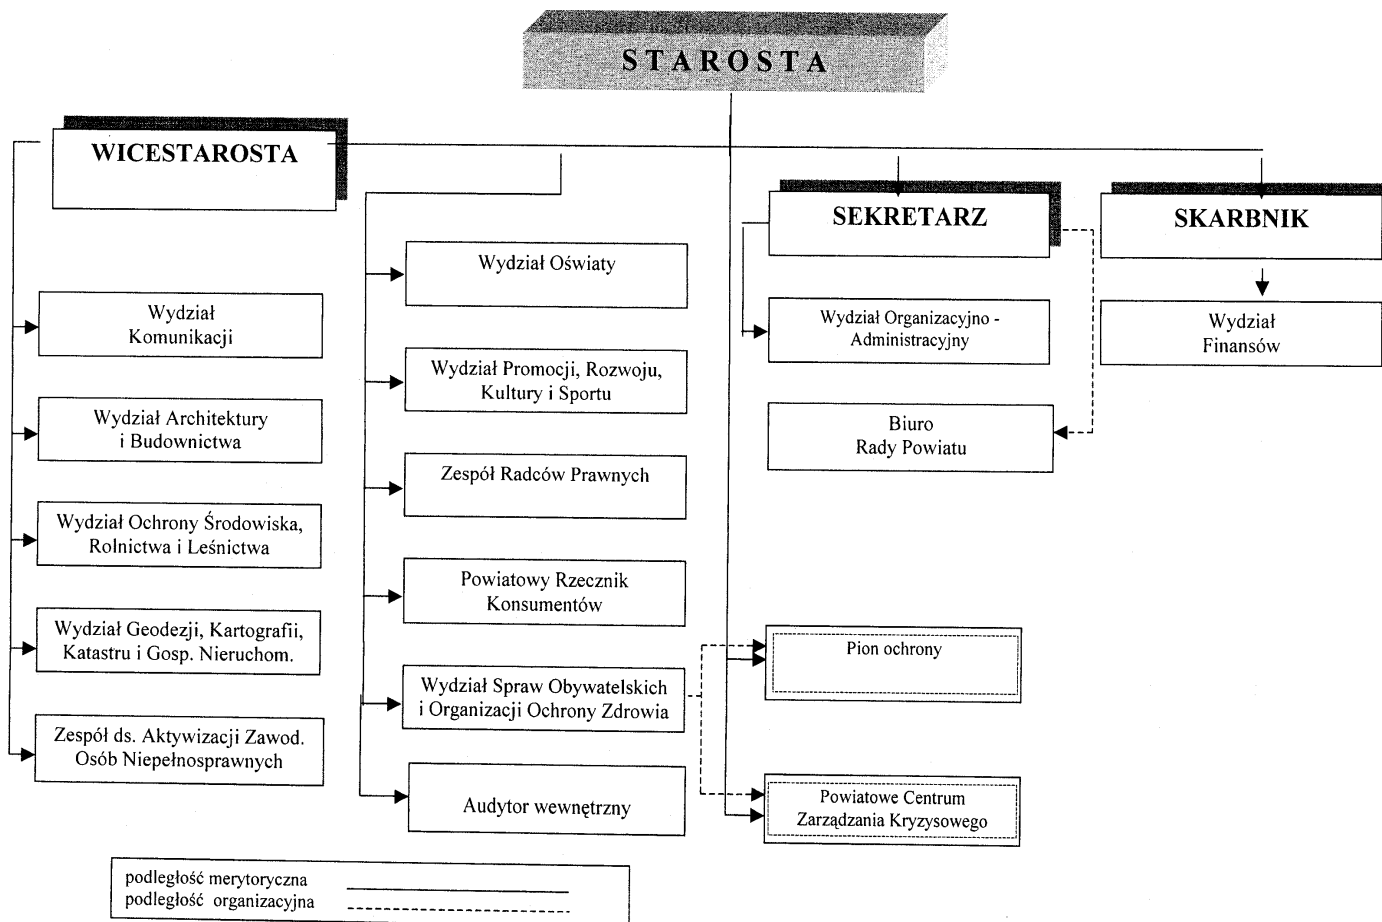 STAROSTA
WICESTAROSTA
SEKRETARZ
SKARBNIK
Wydział
Komunikacji
Wydział Architektury
i Budownictwa
Wydział Ochrony Środowiska,
Rolnictwa i Leśnictwa
Wydział Geodezji, Kartografii,
Katastru i Gosp. Nieruchom.
Zespół ds. Aktywizacji Zawod.
Osób Niepełnosprawnych
Wydział Oświaty
Wydział Promocji, Rozwoju,
Kultury i Sportu
Zespół Radców Prawnych
Powiatowy Rzecznik
Konsumentów
Wydział Spraw Obywatelskich
i Organizacji Ochrony Zdrowia
Audytor wewnętrzny
Wydział Organizacyjno -
Administracyjny
Biuro
Rady Powiatu
Pion ochrony
Powiatowe Centrum
Zarządzania Kryzysowego
Wydział
Finansów
podległość merytoryczna
podległość organizacyjna